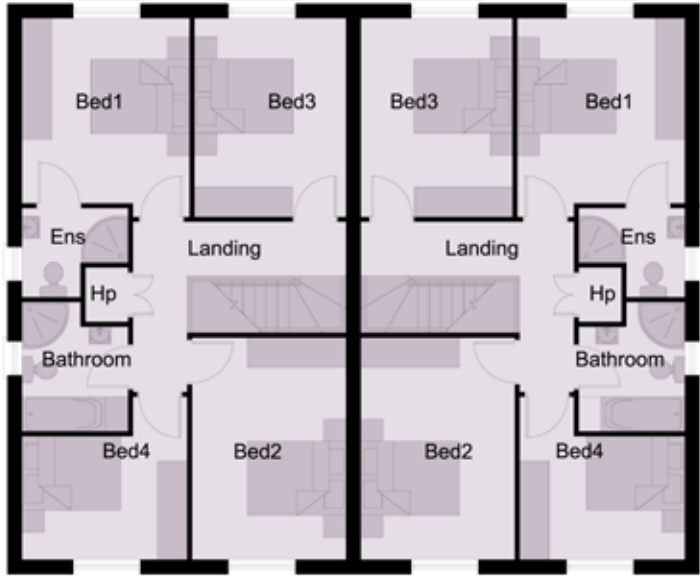 Bed1
Bed3
Bed3
Bed1
Ens
Landing
Landing
Ens
Hp
Hp
Bathroom
Bathroom
Bed4
Bed2
Bed2
Bed4